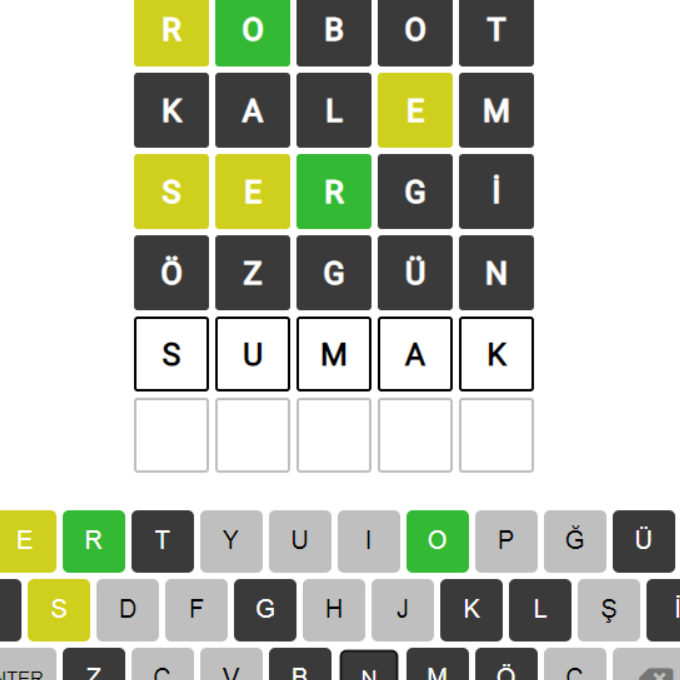 R O B O T
K A L E M
S E R G İ
Ö Z G Ü N
S U M A K
E R T Y U I O P Ğ Ü
S D F G H J K L Ş İ
NTER Z C V B N M Ö Ç